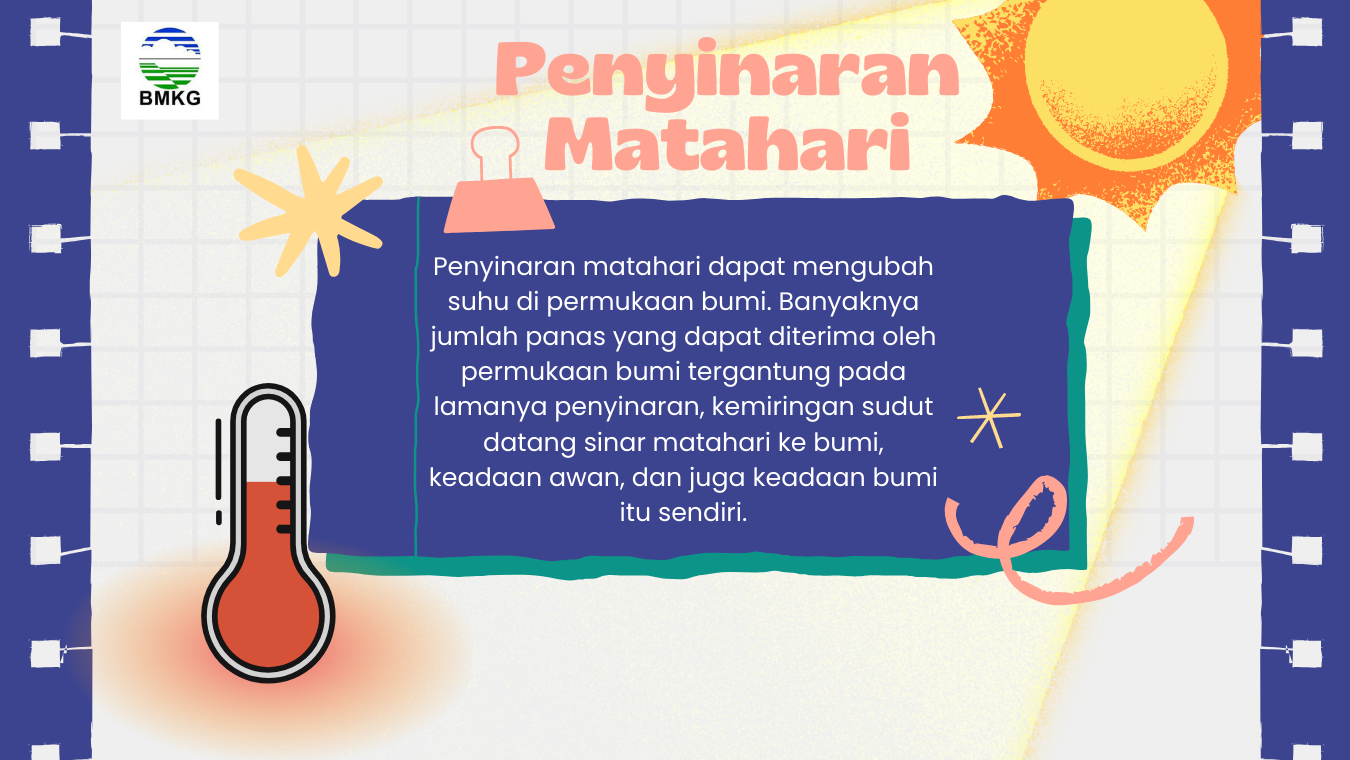 BMKG
Penyinaran
Matahari
Penyinaran matahari dapat mengubah
suhu di permukaan bumi. Banyaknya
jumlah panas yang dapat diterima oleh
permukaan bumi tergantung pada
lamanya penyinaran, kemiringan sudut
datang sinar matahari ke bumi,
keadaan awan, dan juga keadaan bumi
itu sendiri.